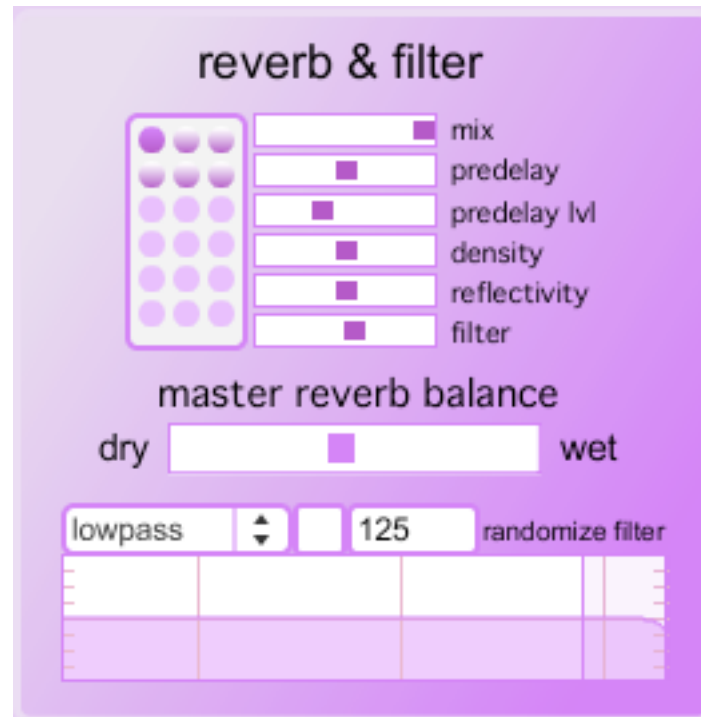 reverb & filter
mix
predelay
predelay lvl
density
reflectivity
filter
master reverb balance
dry wet
lowpass 125 randomize filter